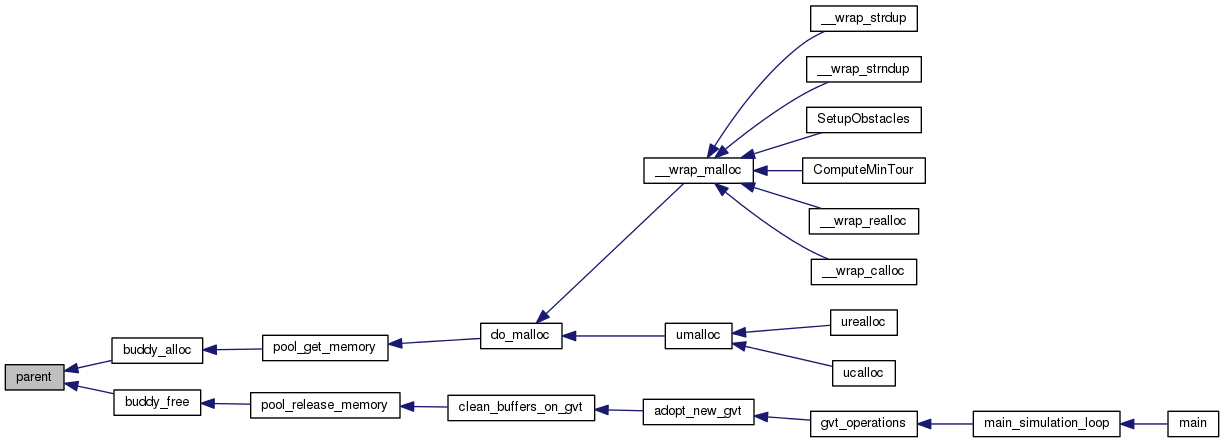 __wrap_strdup
__wrap_strndup
SetupObstacles
__wrap_malloc
ComputeMinTour
__wrap_realloc
__wrap_calloc
do_malloc
umalloc
urealloc
buddy_alloc
pool_get_memory
ucalloc
parent
buddy_free
pool_release_memory
clean_buffers_on_gvt
adopt_new_gvt
gvt_operations
main_simulation_loop
main